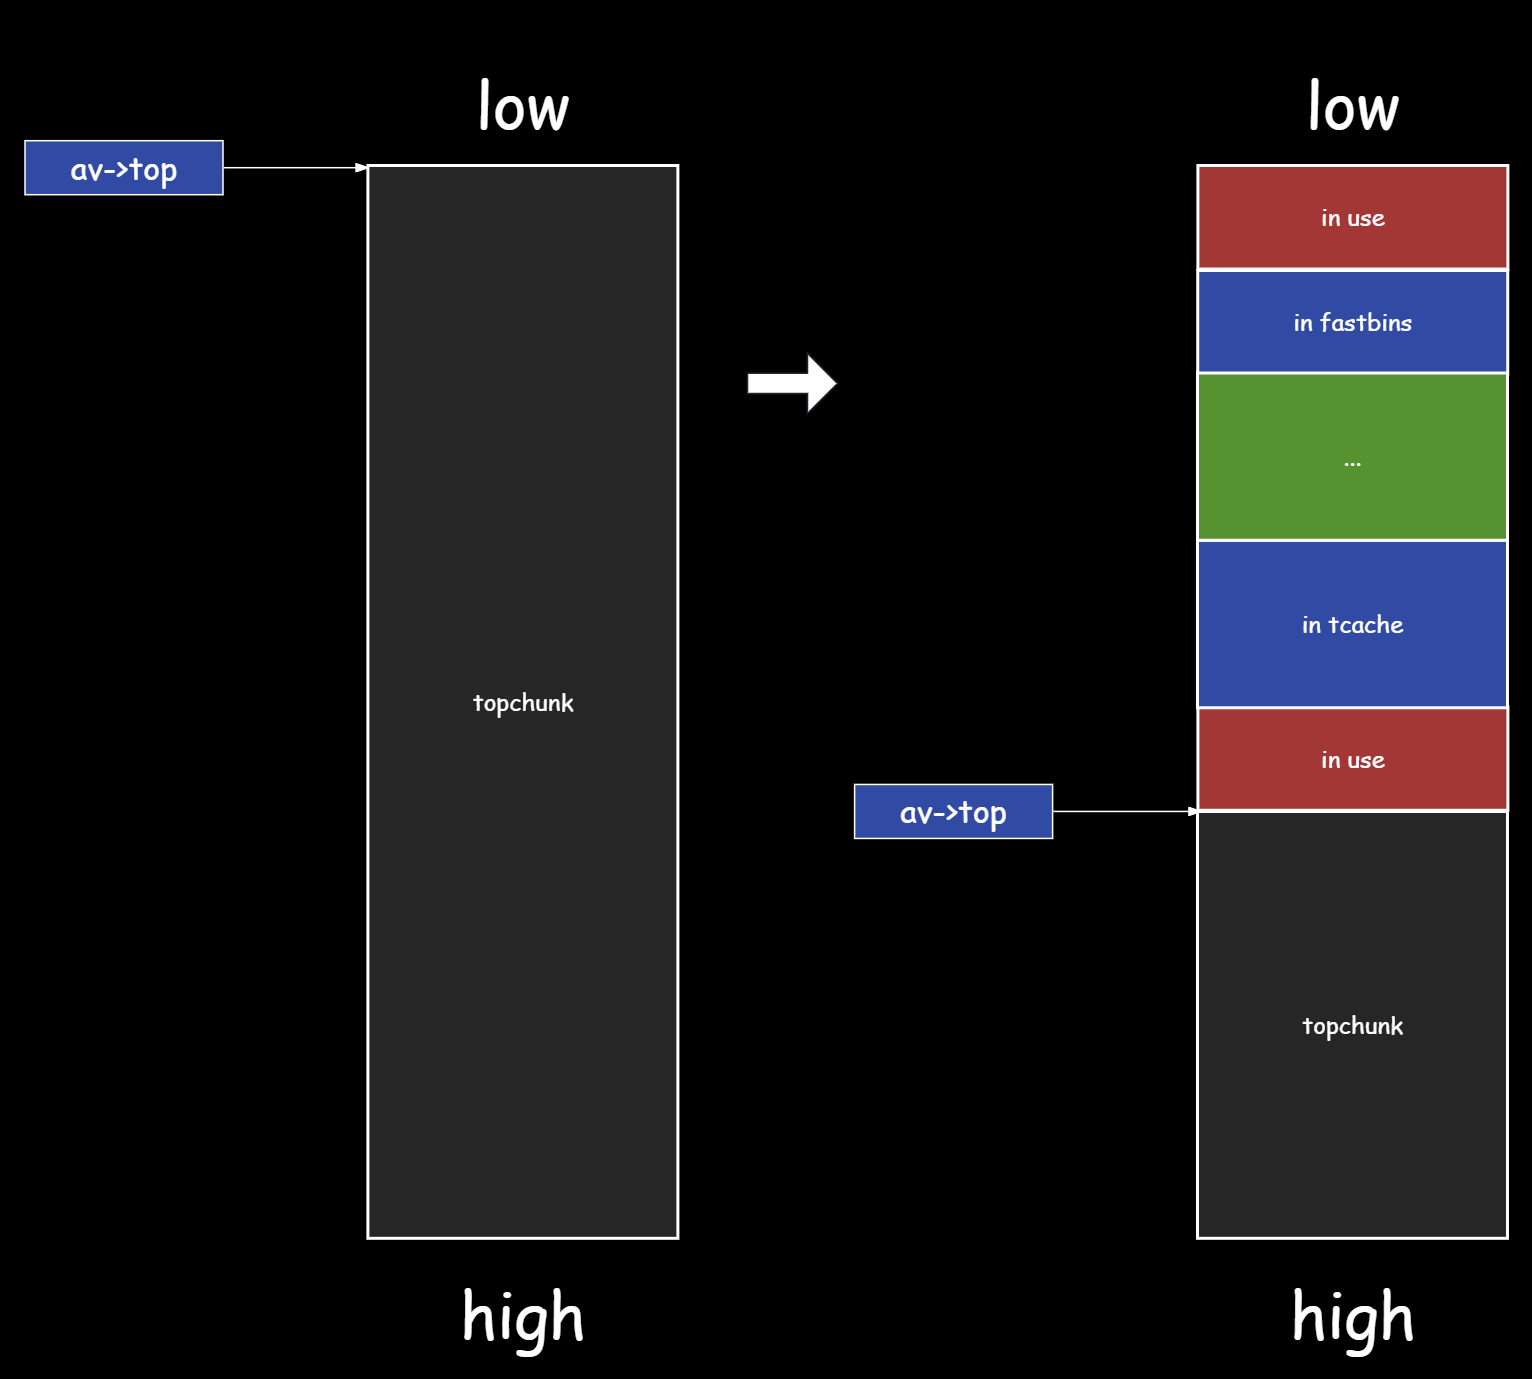 low
av->top
topchunk
high
low
in use
in fastbins
...
in tcache
in use
av->top
topchunk
high